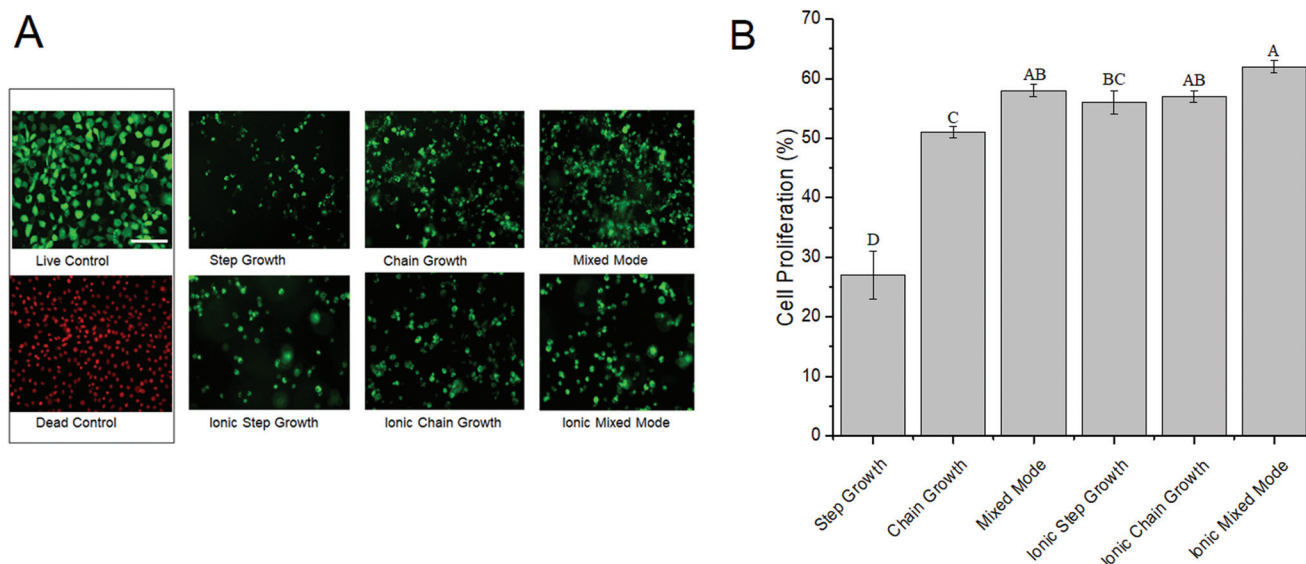 A
Live Control
Step Growth
Chain Growth
Mixed Mode
Dead Control
Ionic Step Growth
Ionic Chain Growth
Ionic Mixed Mode
B
Cell Proliferation (%)
70
60
50
40
30
20
10
0
D
C
AB
BC
AB
A
Step Growth
Chain Growth
Mixed Mode
Ionic Step Growth
Ionic Chain Growth
Ionic Mixed Mode